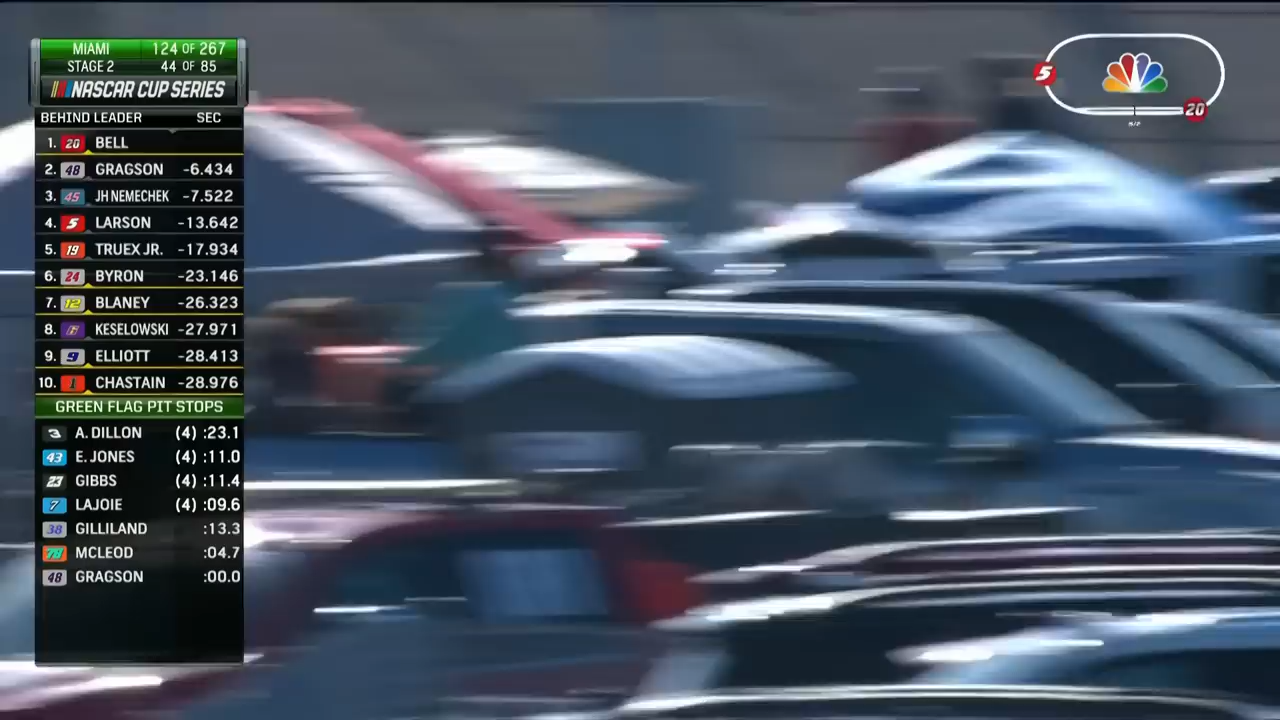 MIAMI 124 OF 267
STAGE 2 44 OF 85
NASCAR CUP SERIES
BEHIND LEADER SEC
1. 20 BELL
2. 48 GRAGSON -6.434
3. 45 JH NEMECHEK -7.522
4. 5 LARSON -13.642
5. 19 TRUEX JR. -17.934
6. 24 BYRON -23.146
7. 12 BLANEY -26.323
8. 6 KESELOWSKI -27.971
9. 9 ELLIOTT -28.413
10. 1 CHASTAIN -28.976
GREEN FLAG PIT STOPS
3 A. DILLON (4) :23.1
43 E. JONES (4) :11.0
23 GIBBS (4) :11.4
7 LAJOIE (4) :09.6
38 GILLILAND :13.3
78 MCLEOD :04.7
48 GRAGSON :00.0
5
20